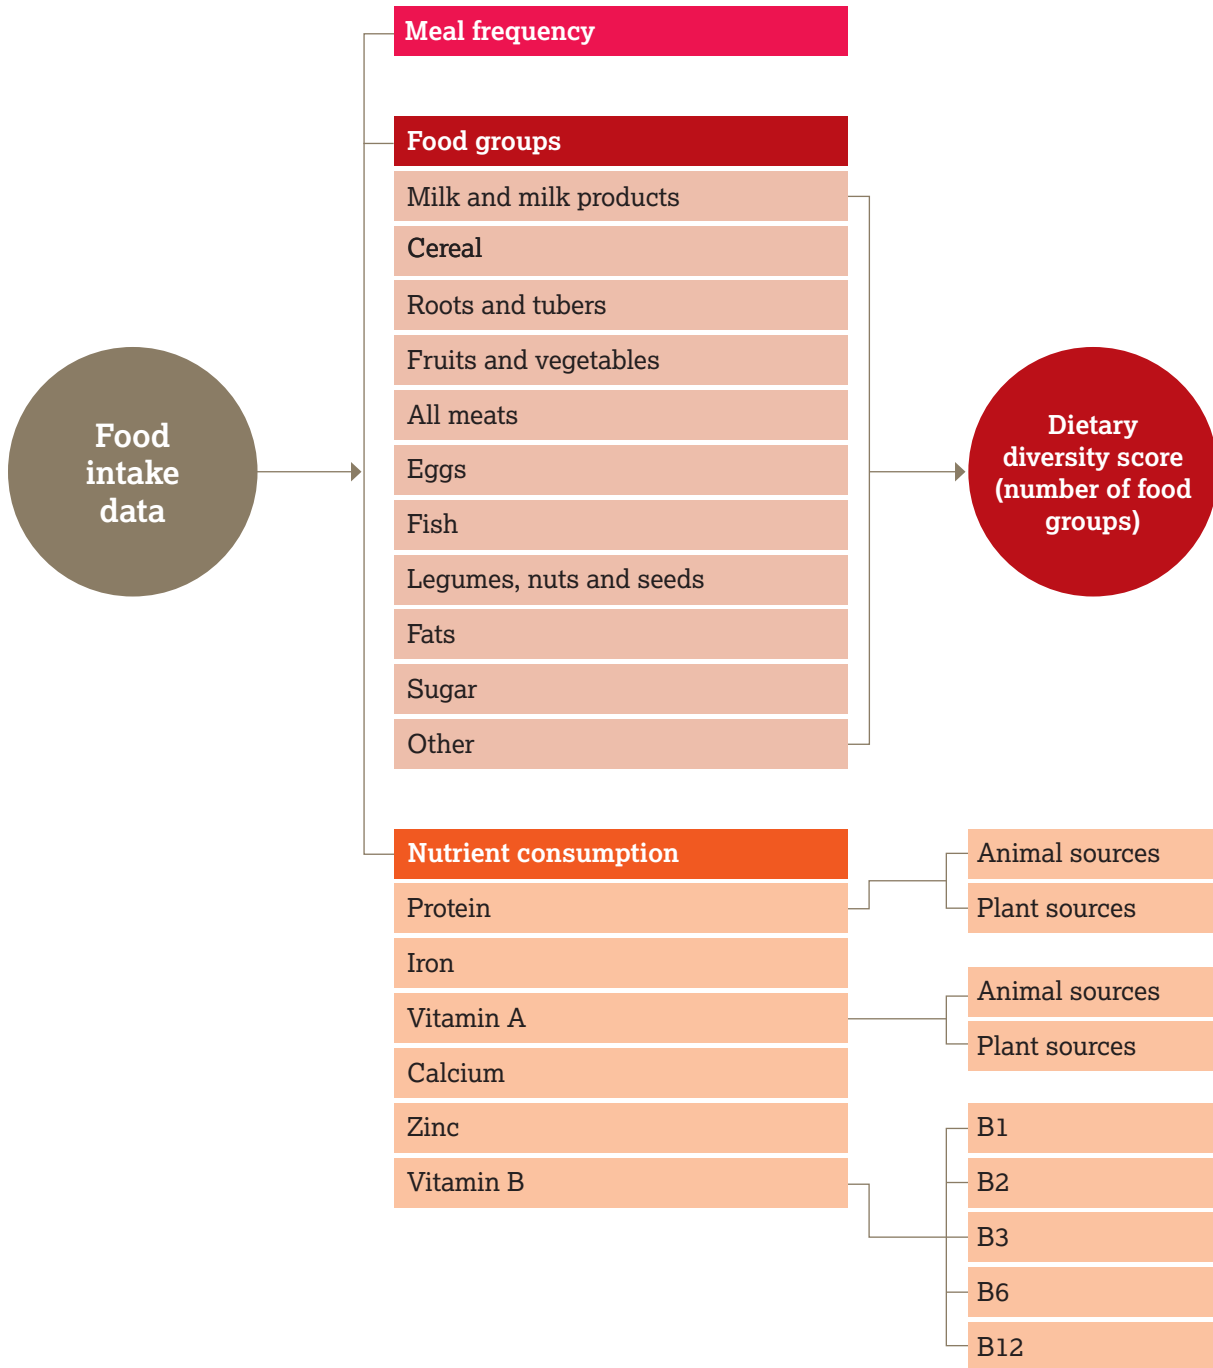 Meal frequency
Food groups
Milk and milk products
Cereal
Roots and tubers
Fruits and vegetables
All meats
Eggs
Fish
Legumes, nuts and seeds
Fats
Sugar
Other
Food
intake
data
Dietary
diversity score
(number of food
groups)
Nutrient consumption
Protein
Iron
Vitamin A
Calcium
Zinc
Vitamin B
Animal sources
Plant sources
Animal sources
Plant sources
B1
B2
B3
B6
B12